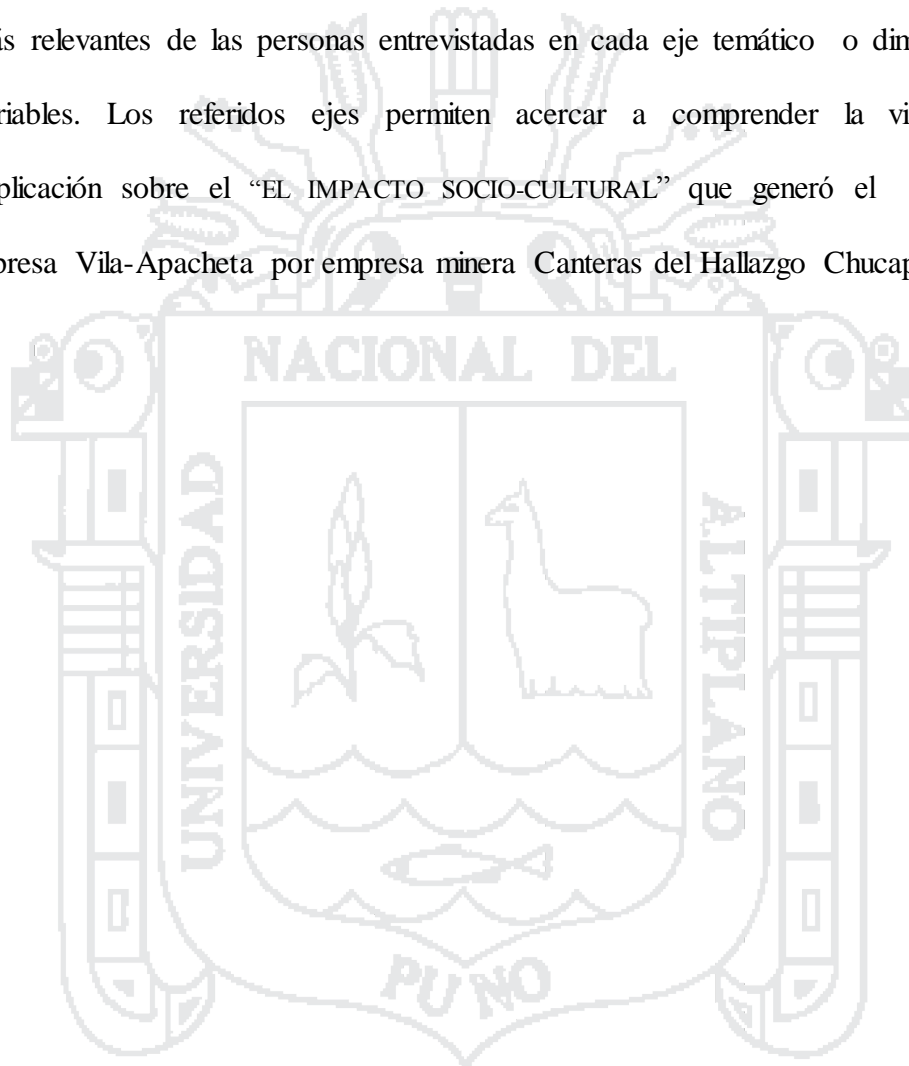 ás relevantes de las personas entrevistadas en cada eje temático o dim
riables. Los referidos ejes permiten acercar a comprender la vi
plicación sobre el “EL IMPACTO SOCIO-CULTURAL” que generó el
presa Vila-Apacheta por empresa minera Canteras del Hallazgo Chucap
NACIONAL DEL
UNIVERSIDAD
ALTIPLANO
PUNO